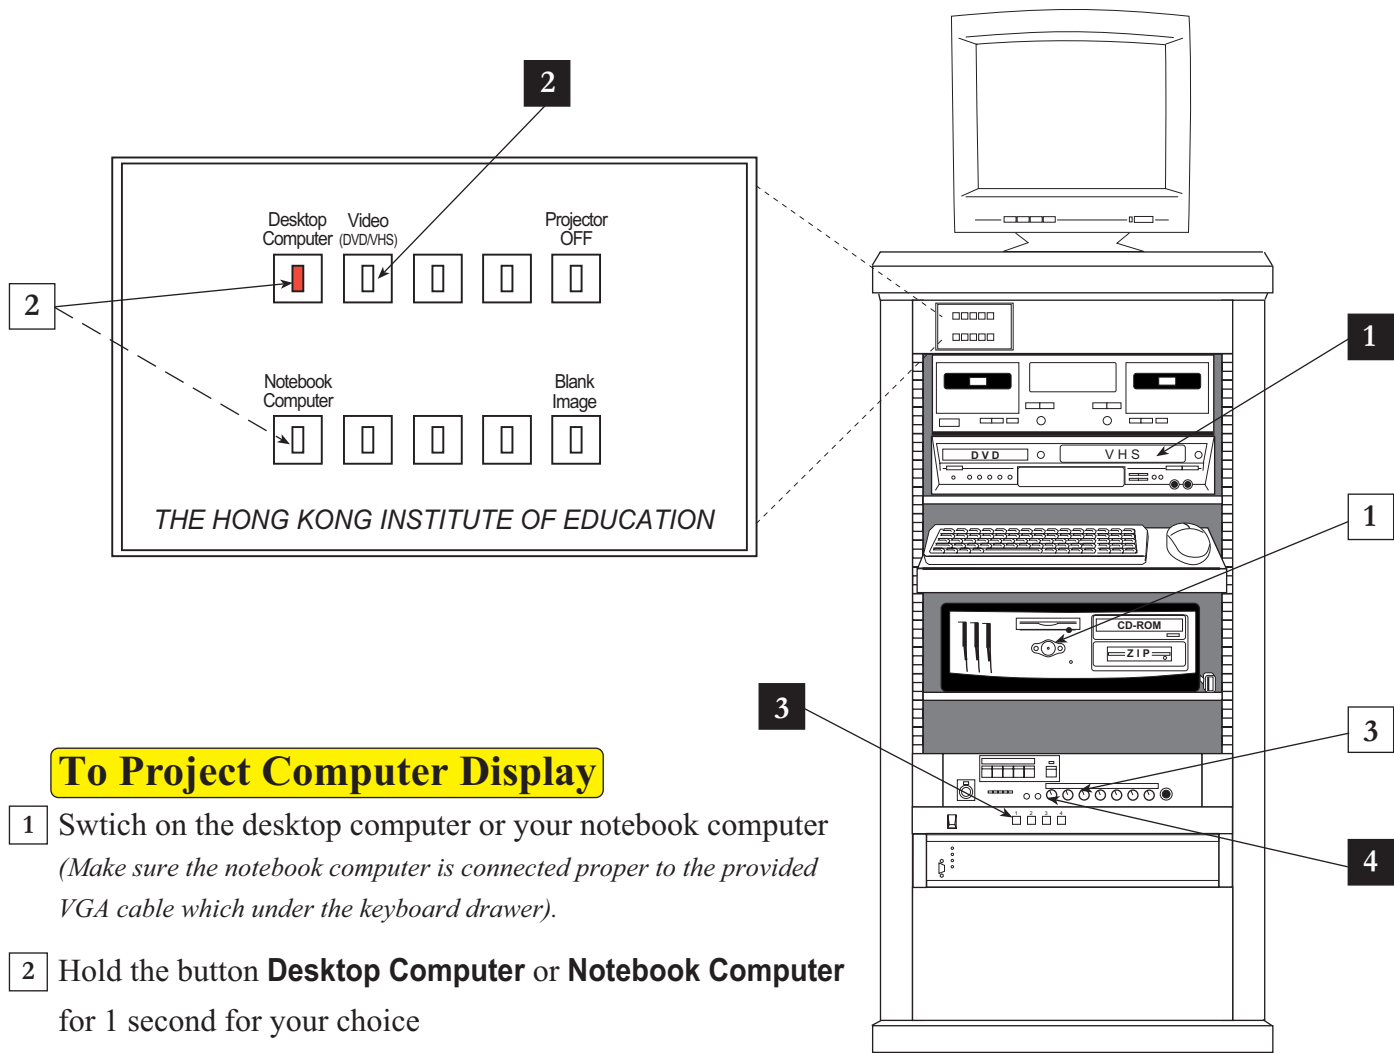 2
Desktop Computer
Video (DVD/VHS)
Projector OFF
2
Notebook Computer
Blank Image
THE HONG KONG INSTITUTE OF EDUCATION
1
DVD
VHS
1
CD-ROM
ZIP
3
3
1 2 3 4
4
To Project Computer Display
1 Swtich on the desktop computer or your notebook computer
(Make sure the notebook computer is connected proper to the provided
VGA cable which under the keyboard drawer).
2 Hold the button Desktop Computer or Notebook Computer
for 1 second for your choice